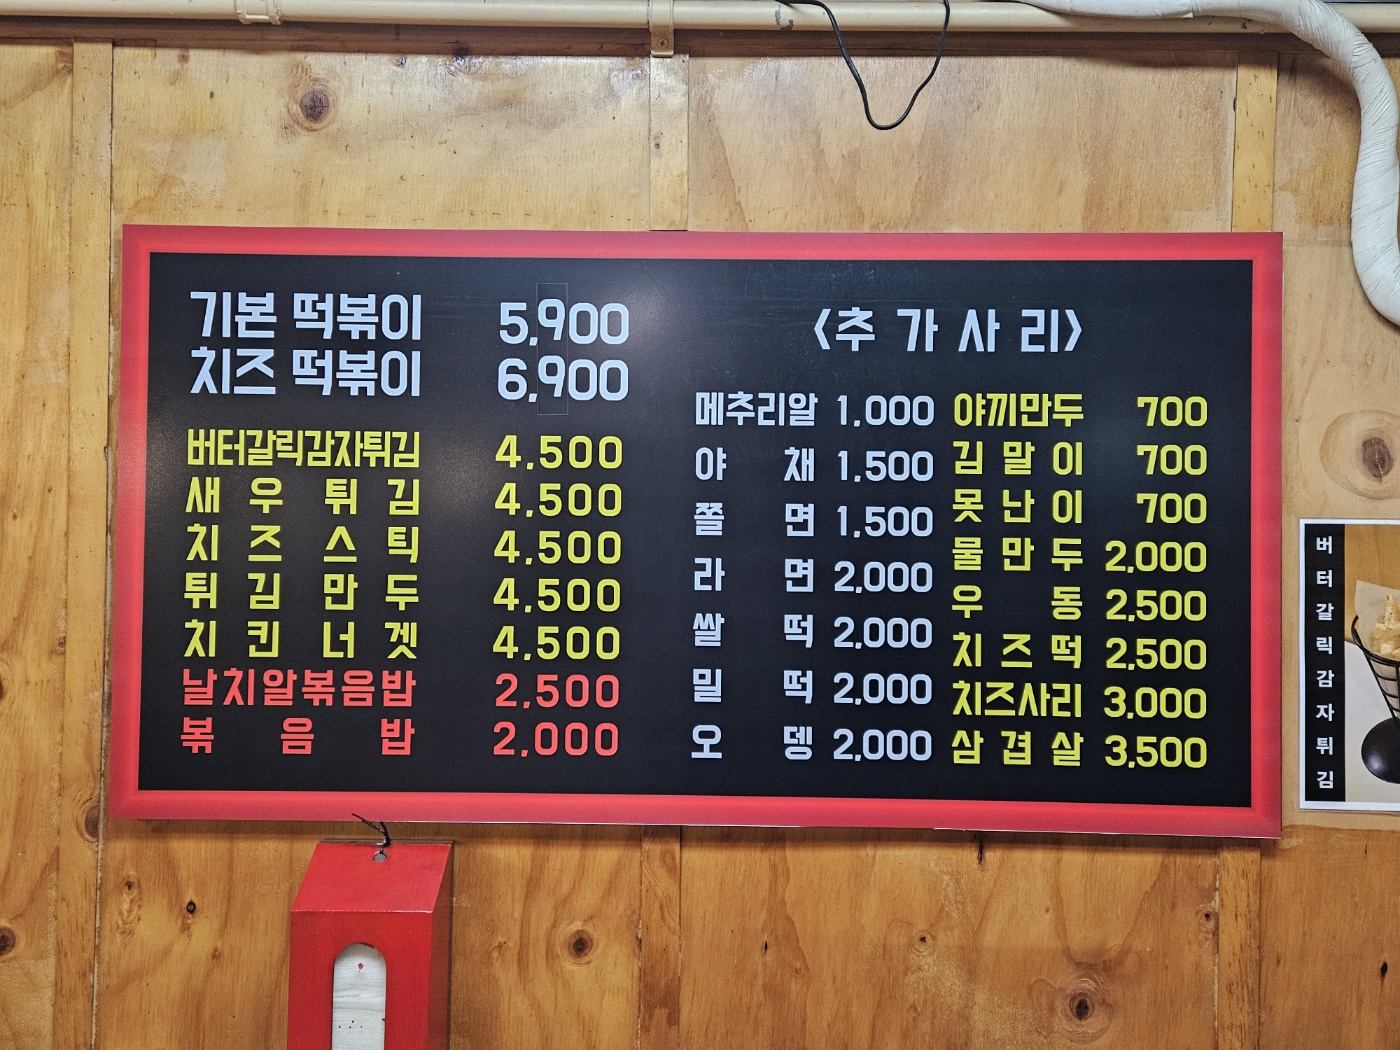 기본 떡볶이 5,900
치즈 떡볶이 6,900
버터갈릭감자튀김 4,500
새우튀김 4,500
치즈스틱 4,500
튀김만두 4,500
치킨너겟 4,500
날치알볶음밥 2,500
볶음밥 2,000
<추가사리>
메추리알 1,000
야채 1,500
쫄면 1,500
라면 2,000
쌀떡 2,000
밀떡 2,000
오뎅 2,000
야끼만두 700
김말이 700
못난이 700
물만두 2,000
우동 2,500
치즈떡 2,500
치즈사리 3,000
삼겹살 3,500
버터갈릭감자튀김